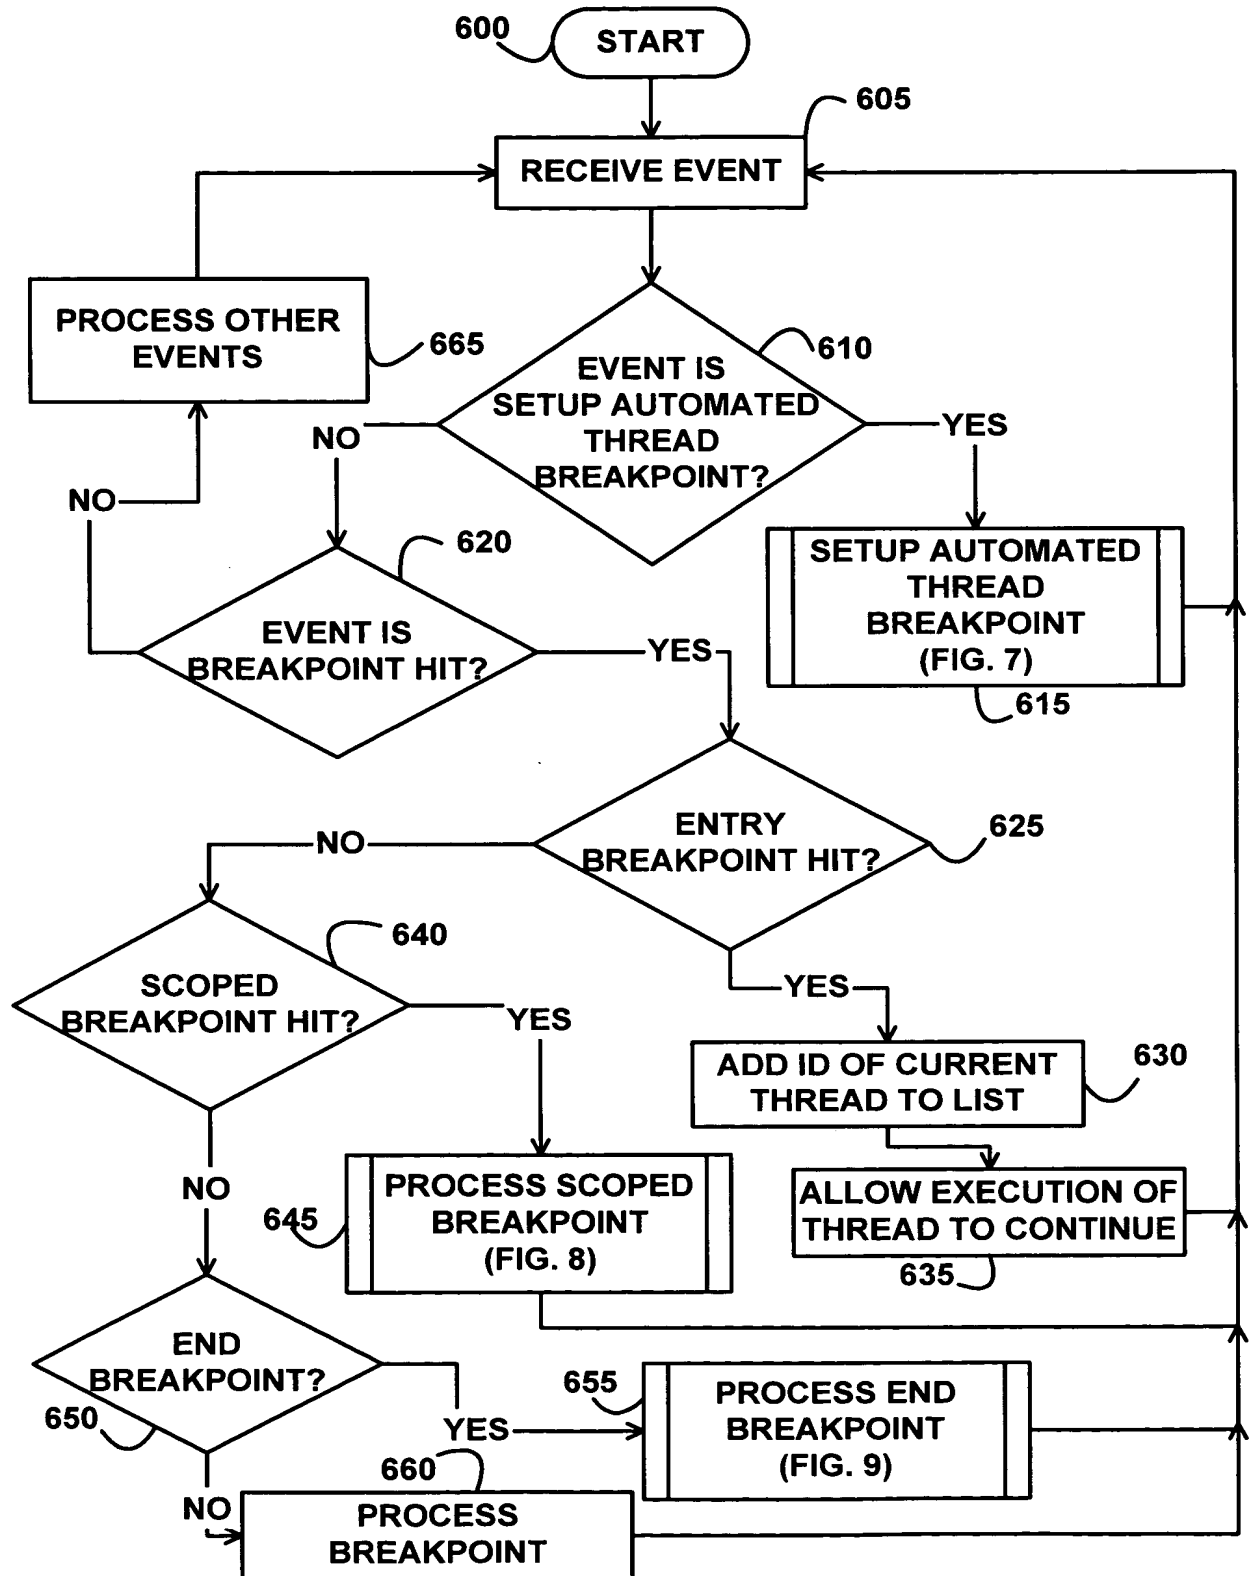 600
START
605
RECEIVE EVENT
PROCESS OTHER
EVENTS
665
610
EVENT IS
SETUP AUTOMATED
THREAD
BREAKPOINT?
NO
YES
NO
620
EVENT IS
BREAKPOINT HIT?
YES
SETUP AUTOMATED
THREAD
BREAKPOINT
(FIG. 7)
615
ENTRY
BREAKPOINT HIT?
625
NO
YES
640
SCOPED
BREAKPOINT HIT?
YES
ADD ID OF CURRENT
THREAD TO LIST
630
ALLOW EXECUTION OF
THREAD TO CONTINUE
635
NO
645
PROCESS SCOPED
BREAKPOINT
(FIG. 8)
END
BREAKPOINT?
650
YES
655
PROCESS END
BREAKPOINT
(FIG. 9)
NO
660
PROCESS
BREAKPOINT